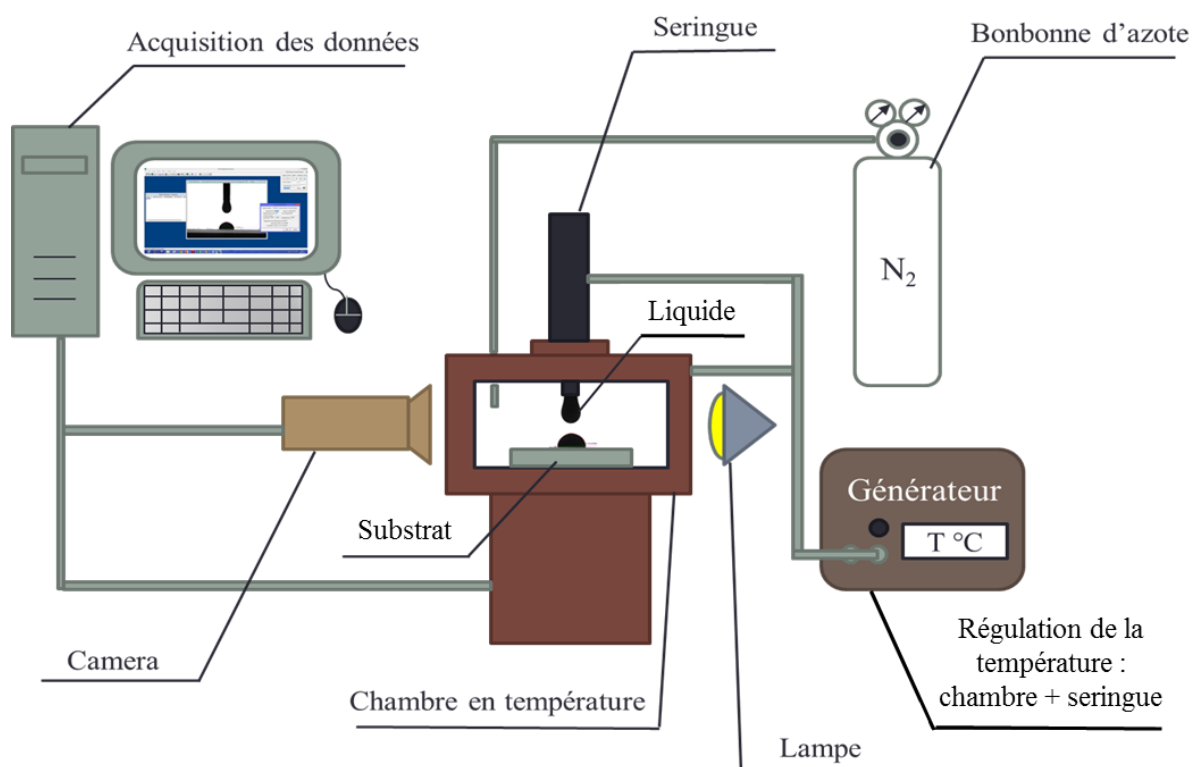 Acquisition des données
Seringue
Bonbonne d’azote
N2
Liquide
Générateur
T °C
Substrat
Camera
Chambre en température
Régulation de la
température :
chambre + seringue
Lampe